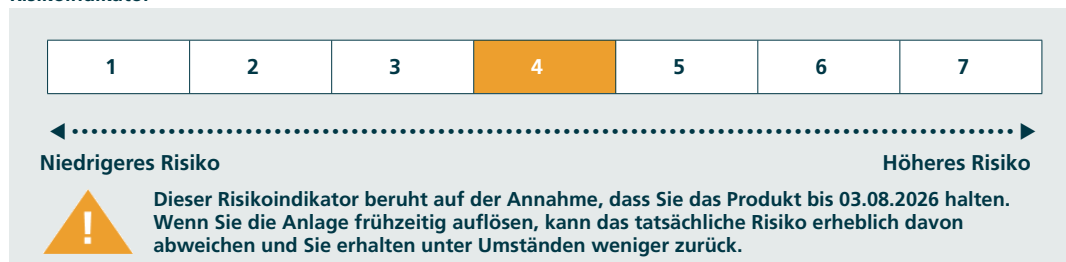 Risikoindikator
1 2 3 4 5 6 7
Niedrigeres Risiko Höheres Risiko
! Dieser Risikoindikator beruht auf der Annahme, dass Sie das Produkt bis 03.08.2026 halten.
Wenn Sie die Anlage frühzeitig auflösen, kann das tatsächliche Risiko erheblich davon
abweichen und Sie erhalten unter Umständen weniger zurück.